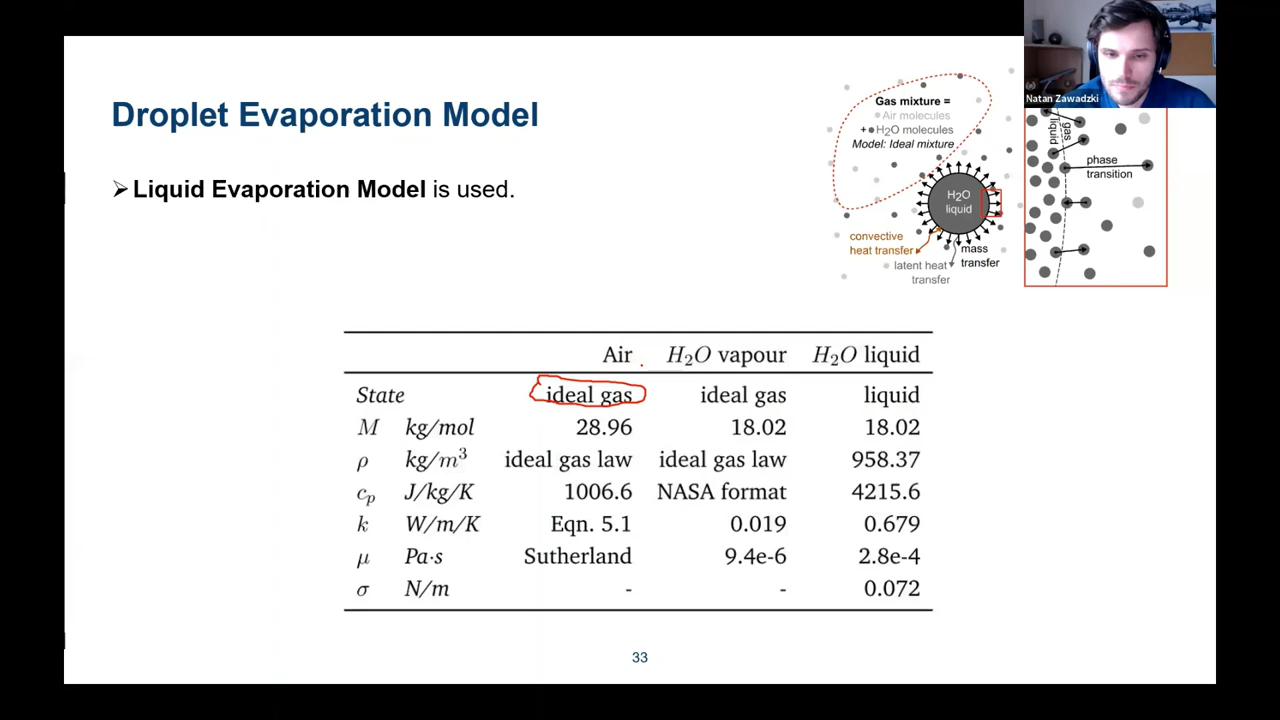 Droplet Evaporation Model
➢ Liquid Evaporation Model is used.
Gas mixture =
Air molecules
+ H2O molecules
Model: Ideal mixture
H2O
liquid
convective
heat transfer
latent heat
transfer
mass
transfer
liquid
gas
phase
transition
Natan Zawadzki
Air H2O vapour H2O liquid
State ideal gas ideal gas liquid
M kg/mol 28.96 18.02 18.02
ρ kg/m³ ideal gas law ideal gas law 958.37
cp J/kg/K 1006.6 NASA format 4215.6
k W/m/K Eqn. 5.1 0.019 0.679
μ Pa·s Sutherland 9.4e-6 2.8e-4
σ N/m - - 0.072
33